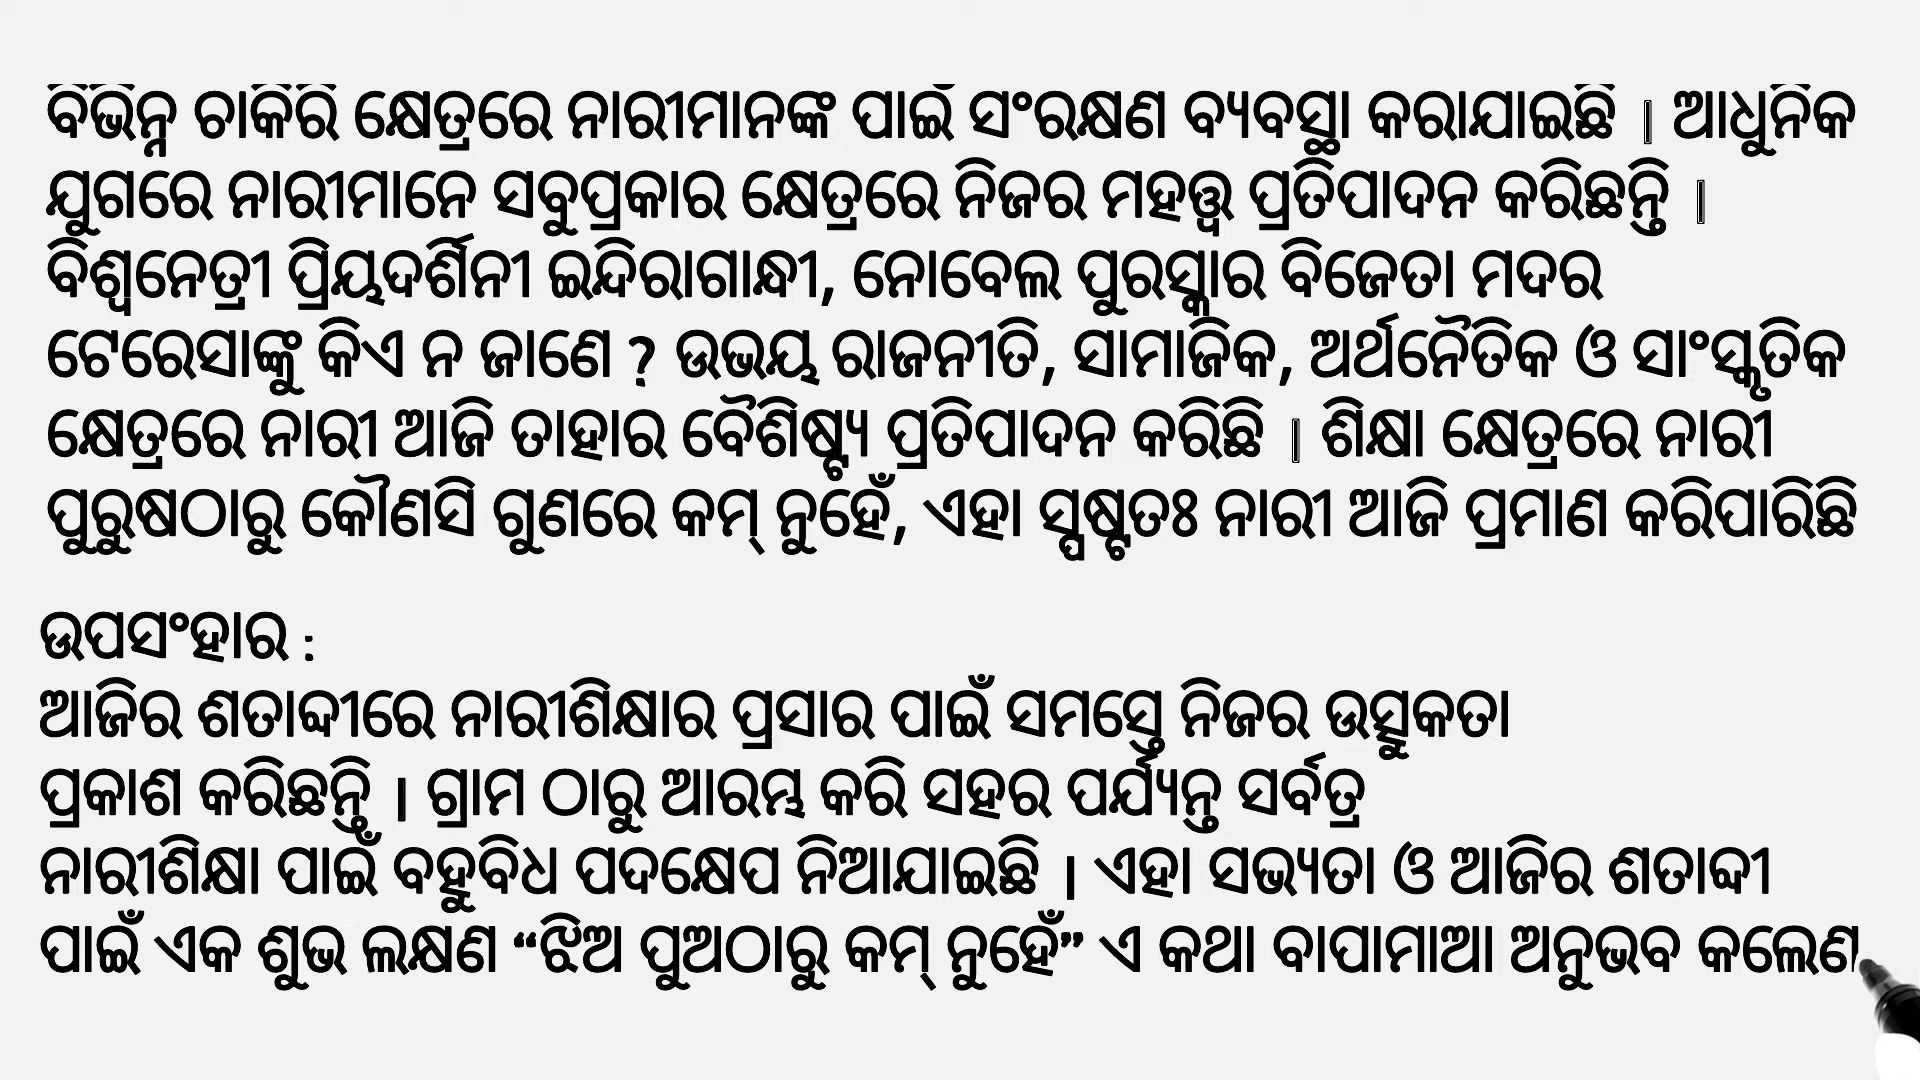 ବିଭିନ୍ନ ଚାକିରି କ୍ଷେତ୍ରରେ ନାରୀମାନଙ୍କ ପାଇଁ ସଂରକ୍ଷଣ ବ୍ୟବସ୍ଥା କରାଯାଇଛି | ଆଧୁନିକ
ଯୁଗରେ ନାରୀମାନେ ସବୁପ୍ରକାର କ୍ଷେତ୍ରରେ ନିଜର ମହତ୍ତ୍ୱ ପ୍ରତିପାଦନ କରିଛନ୍ତି |
ବିଶ୍ୱନେତ୍ରୀ ପ୍ରିୟଦର୍ଶିନୀ ଇନ୍ଦିରାଗାନ୍ଧୀ, ନୋବେଲ ପୁରସ୍କାର ବିଜେତା ମଦର
ଟେରେସାଙ୍କୁ କିଏ ନ ଜାଣେ ? ଉଭୟ ରାଜନୀତି, ସାମାଜିକ, ଅର୍ଥନୈତିକ ଓ ସାଂସ୍କୃତିକ
କ୍ଷେତ୍ରରେ ନାରୀ ଆଜି ତାହାର ବୈଶିଷ୍ଟ୍ୟ ପ୍ରତିପାଦନ କରିଛି | ଶିକ୍ଷା କ୍ଷେତ୍ରରେ ନାରୀ
ପୁରୁଷଠାରୁ କୌଣସି ଗୁଣରେ କମ୍ ନୁହେଁ, ଏହା ସ୍ପଷ୍ଟତଃ ନାରୀ ଆଜି ପ୍ରମାଣ କରିପାରିଛି
ଉପସଂହାର :
ଆଜିର ଶତାବ୍ଦୀରେ ନାରୀଶିକ୍ଷାର ପ୍ରସାର ପାଇଁ ସମସ୍ତେ ନିଜର ଉତ୍ସୁକତା
ପ୍ରକାଶ କରିଛନ୍ତି | ଗ୍ରାମ ଠାରୁ ଆରମ୍ଭ କରି ସହର ପର୍ଯ୍ୟନ୍ତ ସର୍ବତ୍ର
ନାରୀଶିକ୍ଷା ପାଇଁ ବହୁବିଧ ପଦକ୍ଷେପ ନିଆଯାଇଛି | ଏହା ସଭ୍ୟତା ଓ ଆଜିର ଶତାବ୍ଦୀ
ପାଇଁ ଏକ ଶୁଭ ଲକ୍ଷଣ “ଝିଅ ପୁଅଠାରୁ କମ୍ ନୁହେଁ” ଏ କଥା ବାପାମାଆ ଅନୁଭବ କଲେଣ